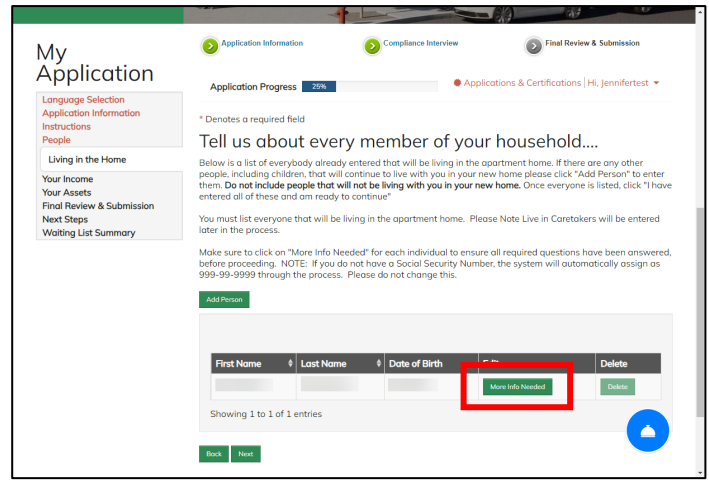 My
Application
Language Selection
Application Information
Instructions
People
Living in the Home
Your Income
Your Assets
Final Review & Submission
Next Steps
Waiting List Summary
Application Information
Compliance Interview
Final Review & Submission
Application Progress 25%
Applications & Certifications | Hi, Jennifertest
* Denotes a required field
Tell us about every member of your household....
Below is a list of everybody already entered that will be living in the apartment home. If there are any other
people, including children, that will continue to live with you in your new home please click "Add Person" to enter
them. Do not include people that will not be living with you in your new home. Once everyone is listed, click "I have
entered all of these and am ready to continue"
You must list everyone that will be living in the apartment home. Please Note Live in Caretakers will be entered
later in the process.
Make sure to click on "More Info Needed" for each individual to ensure all required questions have been answered,
before proceeding. NOTE: If you do not have a Social Security Number, the system will automatically assign as
999-99-9999 through the process. Please do not change this.
Add Person
First Name Last Name Date of Birth Delete
More Info Needed Delete
Showing 1 to 1 of 1 entries
Back Next